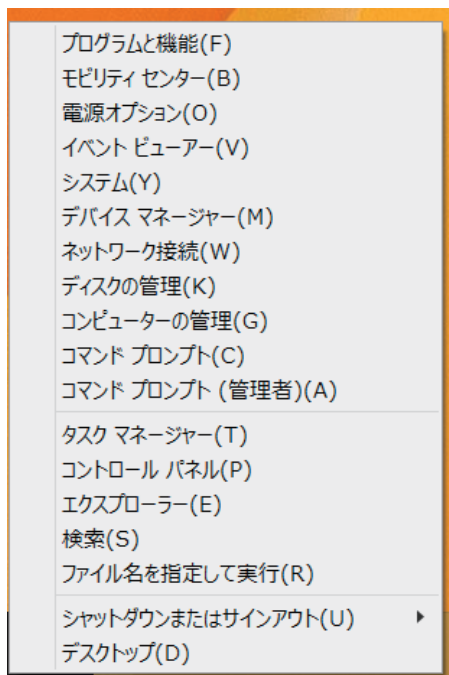 プログラムと機能(F)
モビリティ センター(B)
電源オプション(O)
イベント ビューアー(V)
システム(Y)
デバイス マネージャー(M)
ネットワーク接続(W)
ディスクの管理(K)
コンピューターの管理(G)
コマンド プロンプト(C)
コマンド プロンプト (管理者)(A)
タスク マネージャー(T)
コントロール パネル(P)
エクスプローラー(E)
検索(S)
ファイル名を指定して実行(R)
シャットダウンまたはサインアウト(U)
デスクトップ(D)